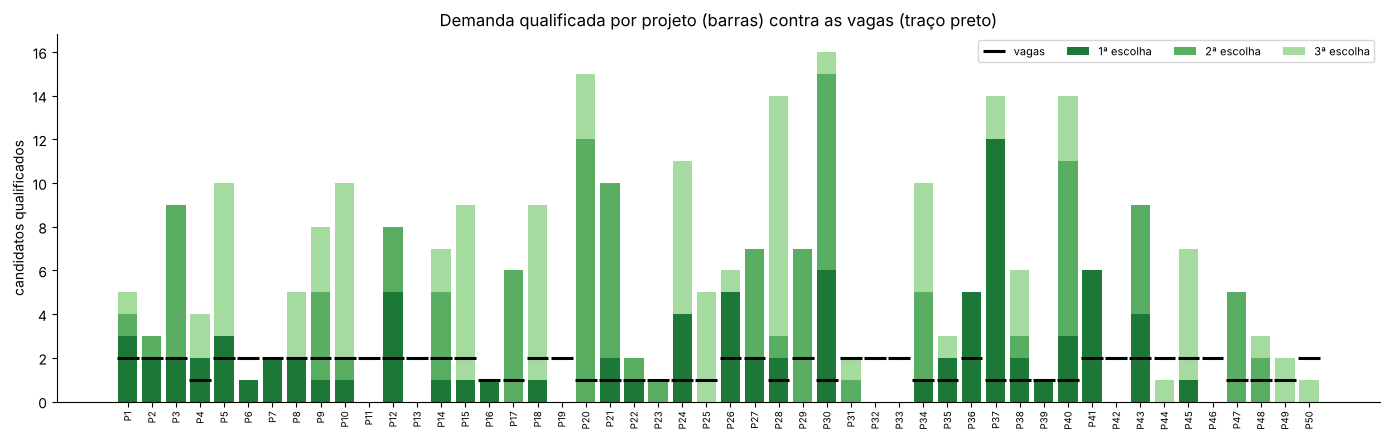 Demanda qualificada por projeto (barras) contra as vagas (traço preto)
vagas 1ª escolha 2ª escolha 3ª escolha
candidatos qualificados
16
14
12
10
8
6
4
2
0
P1 P2 P3 P4 P5 P6 P7 P8 P9 P10 P11 P12 P13 P14 P15 P16 P17 P18 P19 P20 P21 P22 P23 P24 P25 P26 P27 P28 P29 P30 P31 P32 P33 P34 P35 P36 P37 P38 P39 P40 P41 P42 P43 P44 P45 P46 P47 P48 P49 P50